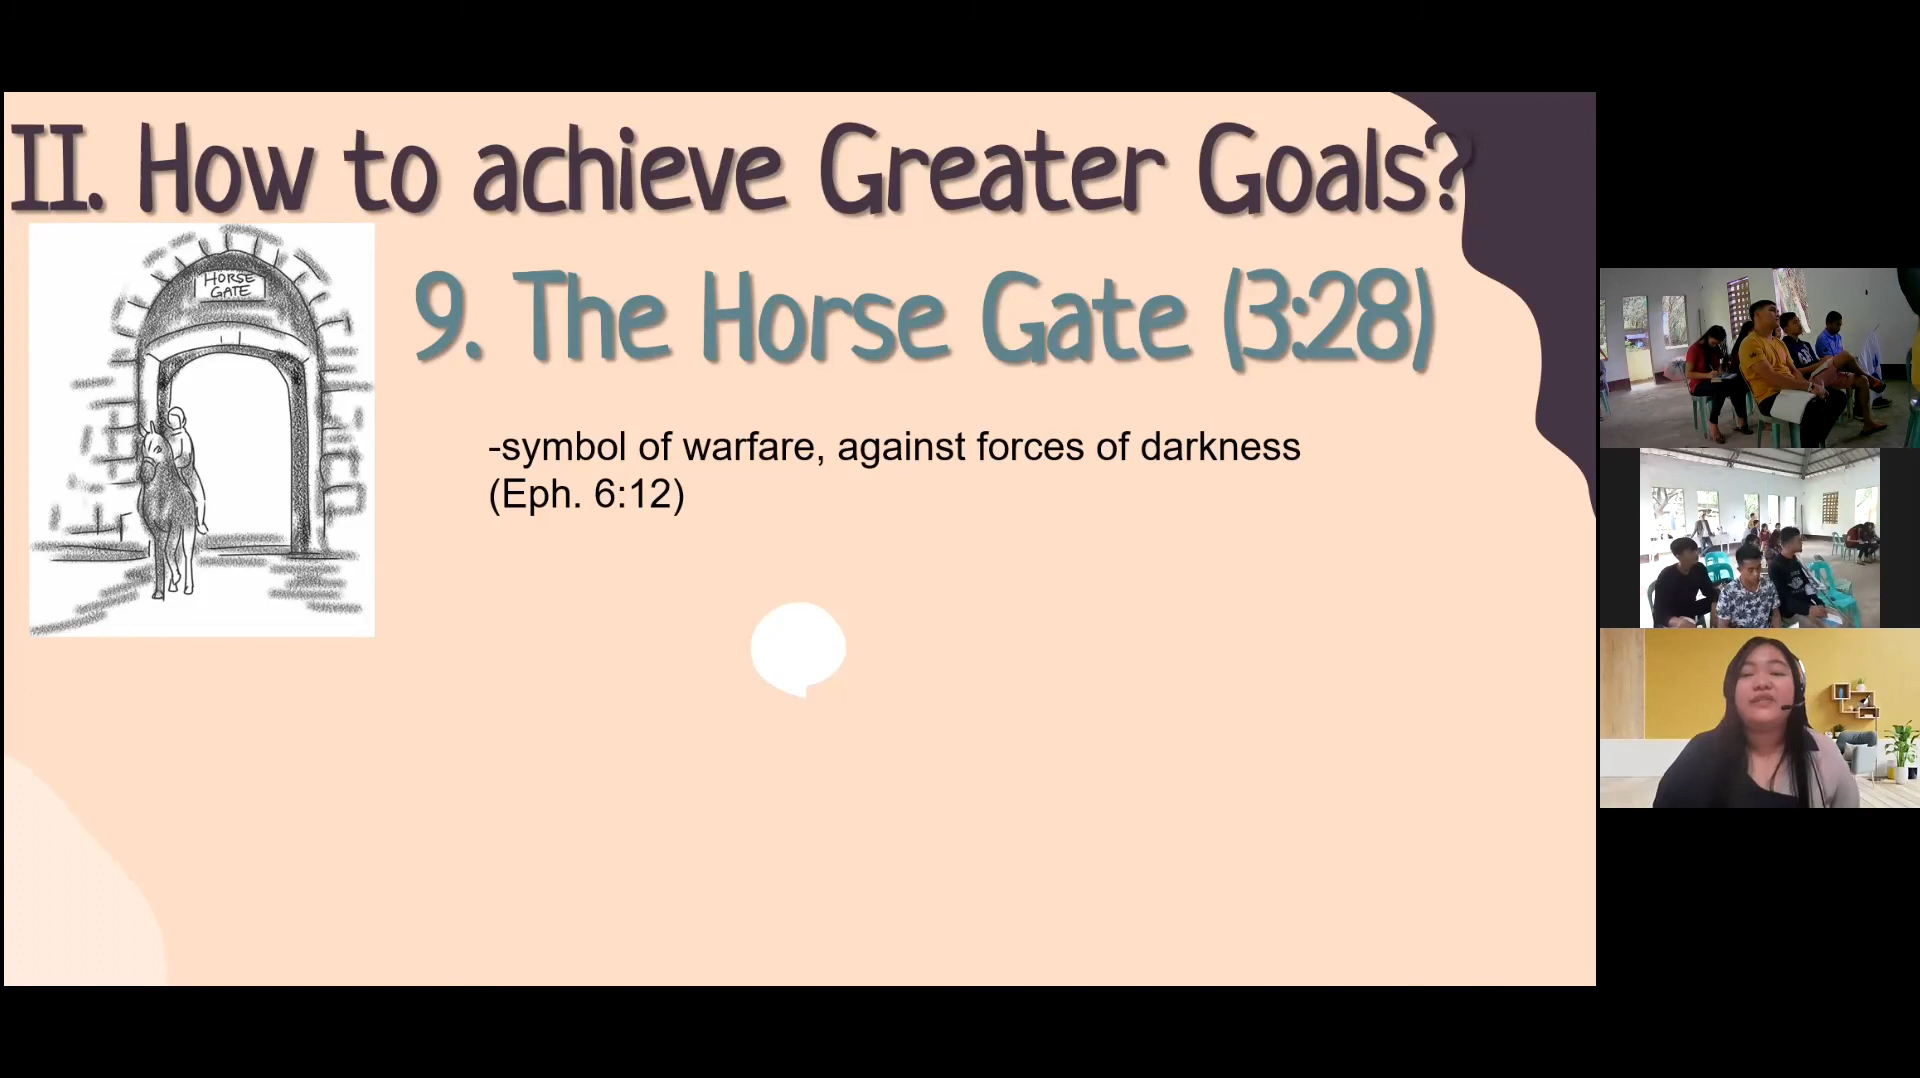 II. How to achieve Greater Goals?
HORSE
GATE
9. The Horse Gate (3:28)
-symbol of warfare, against forces of darkness
(Eph. 6:12)